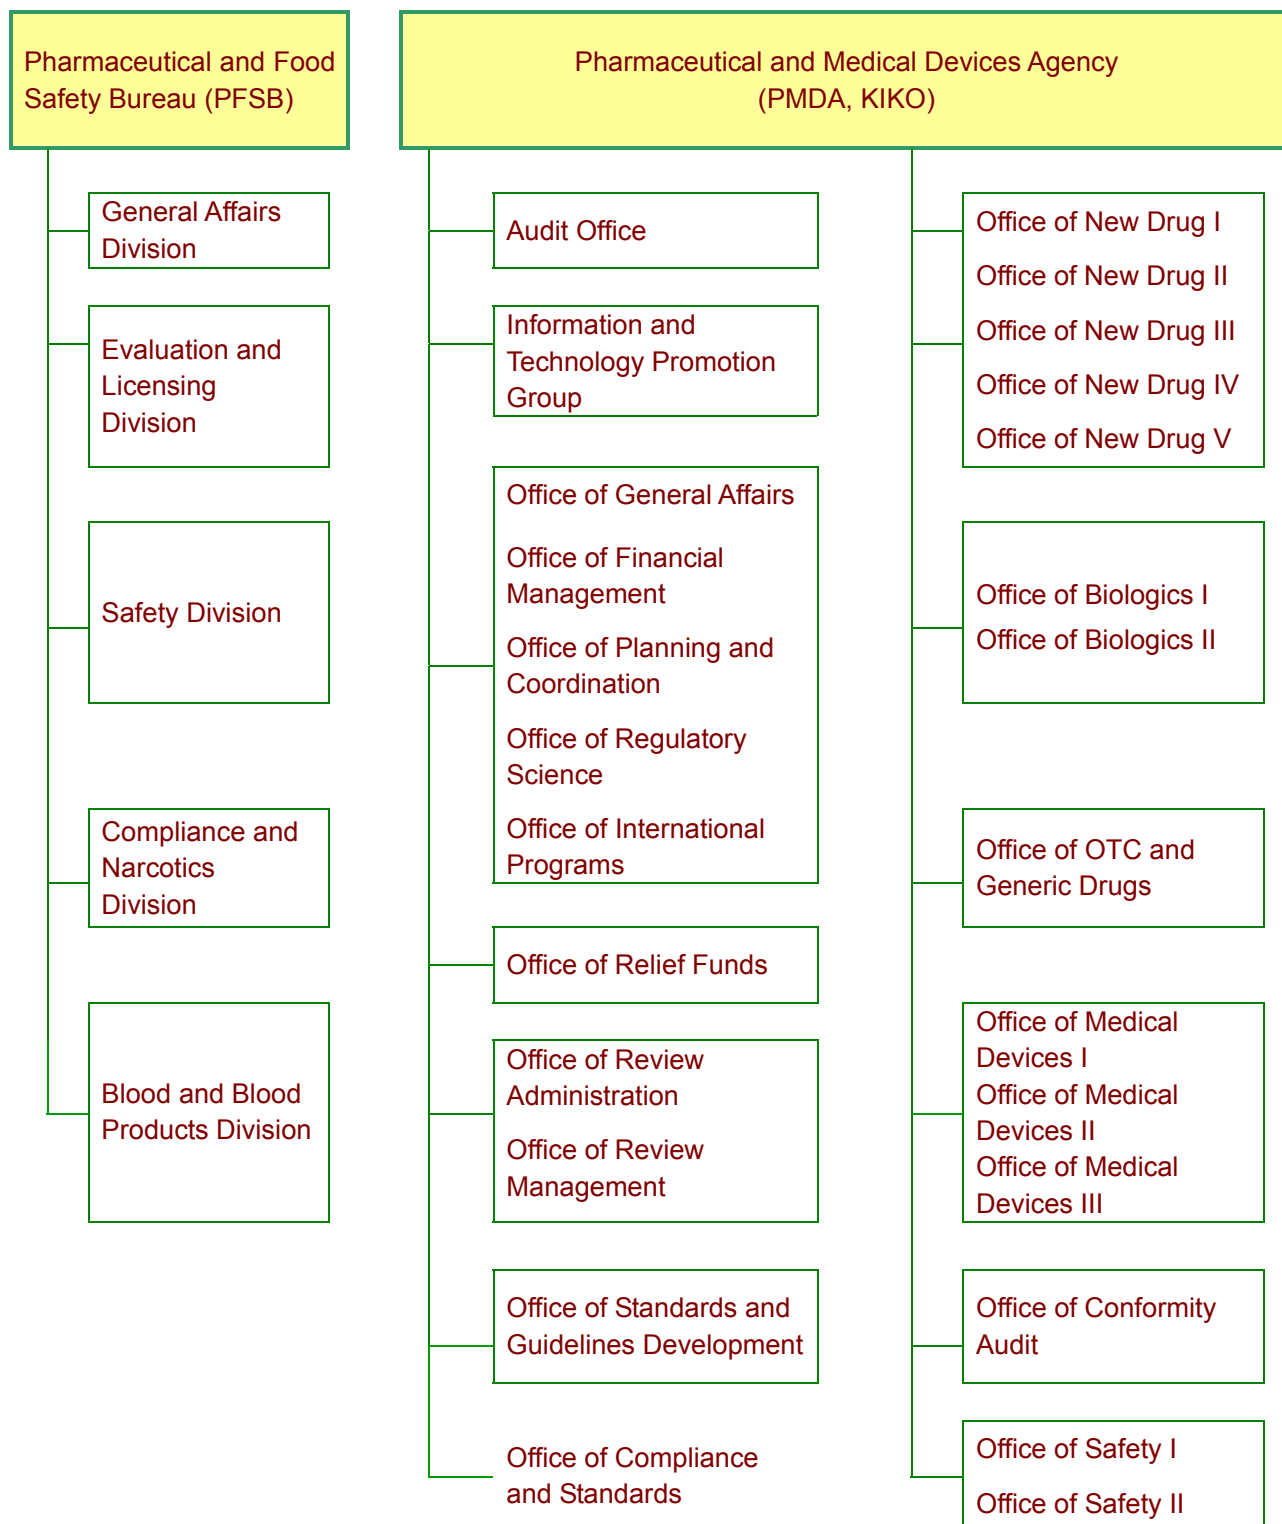 Pharmaceutical and Food
Safety Bureau (PFSB)
Pharmaceutical and Medical Devices Agency
(PMDA, KIKO)
General Affairs
Division
Evaluation and
Licensing
Division
Safety Division
Compliance and
Narcotics
Division
Blood and Blood
Products Division
Audit Office
Information and
Technology Promotion
Group
Office of General Affairs
Office of Financial
Management
Office of Planning and
Coordination
Office of Regulatory
Science
Office of International
Programs
Office of Relief Funds
Office of Review
Administration
Office of Review
Management
Office of Standards and
Guidelines Development
Office of Compliance
and Standards
Office of New Drug I
Office of New Drug II
Office of New Drug III
Office of New Drug IV
Office of New Drug V
Office of Biologics I
Office of Biologics II
Office of OTC and
Generic Drugs
Office of Medical
Devices I
Office of Medical
Devices II
Office of Medical
Devices III
Office of Conformity
Audit
Office of Safety I
Office of Safety II